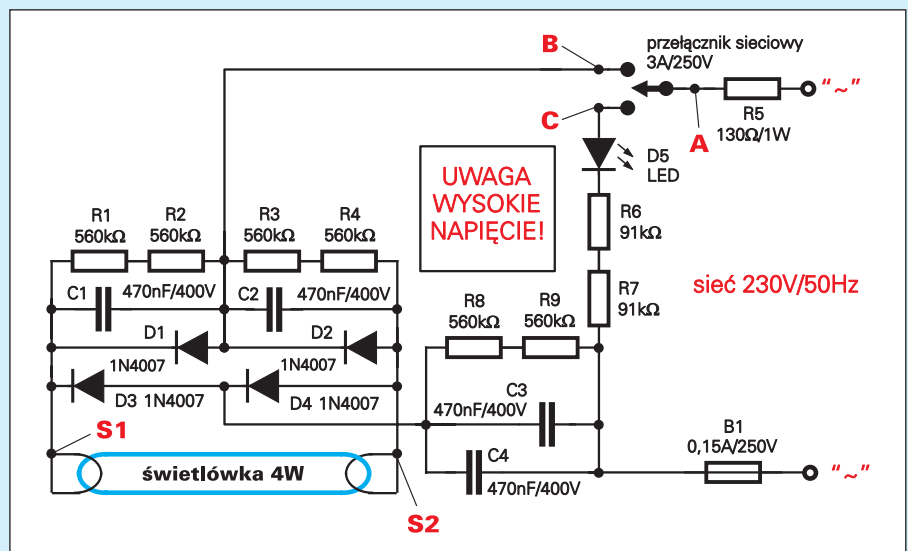 B
przełącznik sieciowy
3A/250V
“~”
R5
130Ω/1W
A
C
D5
LED
UWAGA
WYSOKIE
NAPIĘCIE!
R1
560kΩ
R2
560kΩ
R3
560kΩ
R4
560kΩ
R6
91kΩ
C1
470nF/400V
C2
470nF/400V
sieć 230V/50Hz
R7
91kΩ
R8
560kΩ
R9
560kΩ
D1
1N4007
D2
1N4007
D3 1N4007
D4 1N4007
C3
470nF/400V
B1
0,15A/250V
S1
C4
470nF/400V
“~”
świetlówka 4W
S2